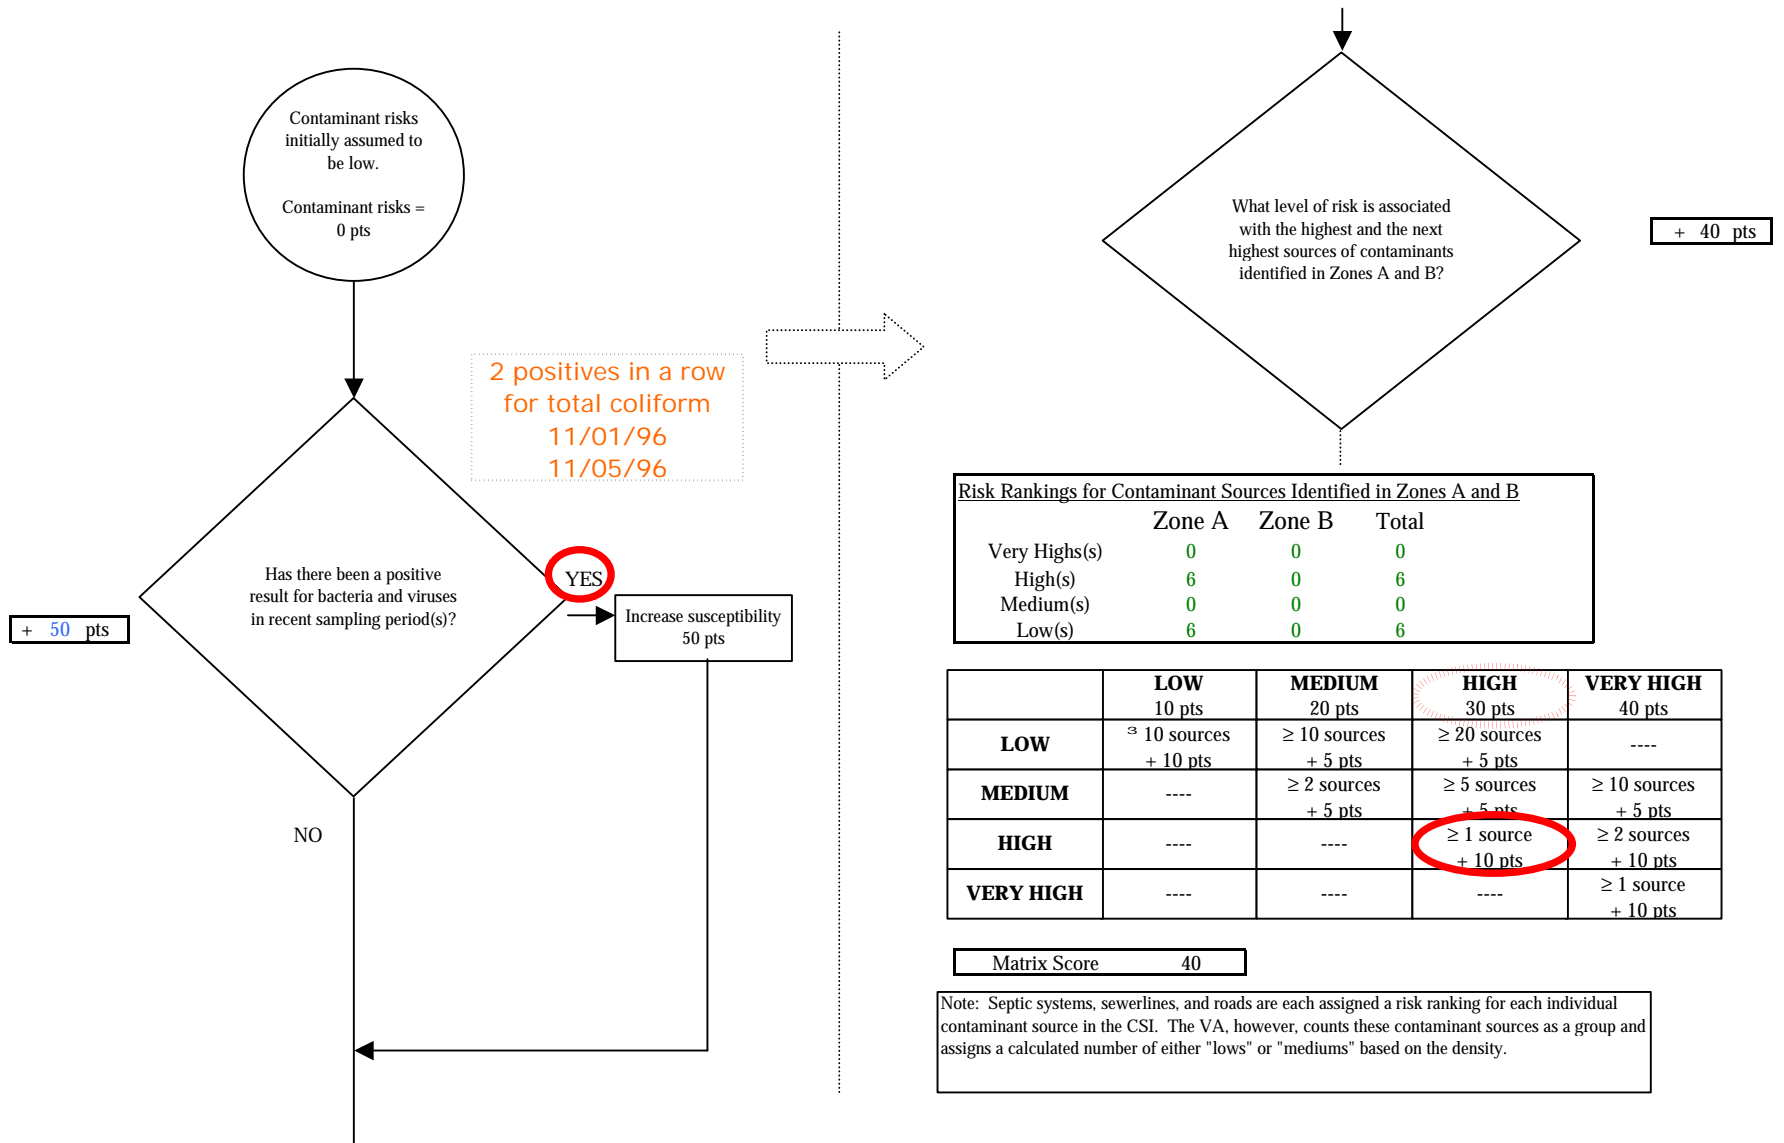 Contaminant risks
initially assumed to
be low.
Contaminant risks =
0 pts
2 positives in a row
for total coliform
11/01/96
11/05/96
Has there been a positive
result for bacteria and viruses
in recent sampling period(s)?
YES
+ 50 pts
Increase susceptibility
50 pts
NO
What level of risk is associated
with the highest and the next
highest sources of contaminants
identified in Zones A and B?
+ 40 pts
Risk Rankings for Contaminant Sources Identified in Zones A and B
Zone A Zone B Total
Very Highs(s) 0 0 0
High(s) 6 0 6
Medium(s) 0 0 0
Low(s) 6 0 6
LOW MEDIUM HIGH VERY HIGH
10 pts 20 pts 30 pts 40 pts
LOW ³ 10 sources ≥ 10 sources ≥ 20 sources ----
+ 10 pts + 5 pts + 5 pts
MEDIUM ---- ≥ 2 sources ≥ 5 sources ≥ 10 sources
+ 5 pts + 5 pts + 5 pts
HIGH ---- ---- ≥ 1 source ≥ 2 sources
+ 10 pts + 10 pts
VERY HIGH ---- ---- ---- ≥ 1 source
+ 10 pts
Matrix Score 40
Note: Septic systems, sewerlines, and roads are each assigned a risk ranking for each individual
contaminant source in the CSI. The VA, however, counts these contaminant sources as a group and
assigns a calculated number of either "lows" or "mediums" based on the density.